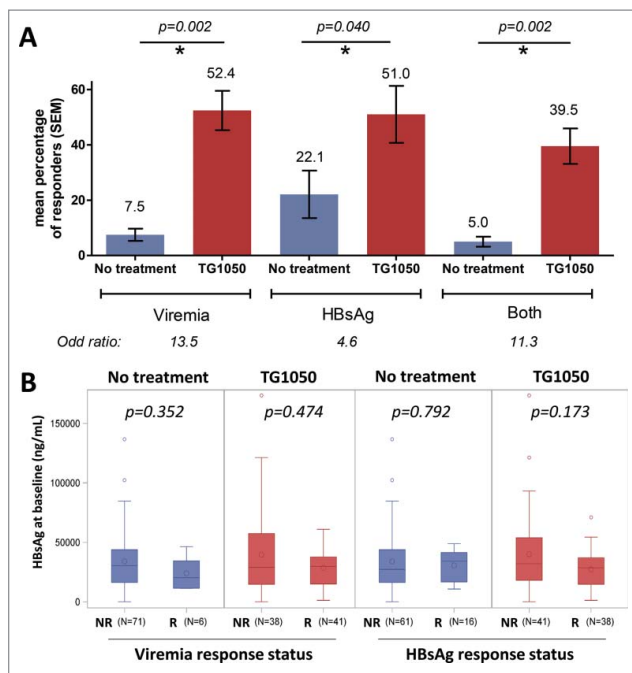 A
p=0.002 p=0.040 p=0.002
* * *
52.4 51.0
39.5
22.1
7.5 5.0
mean percentage
of responders (SEM)
60
40
20
0
No treatment TG1050 No treatment TG1050 No treatment TG1050
Viremia HBsAg Both
Odd ratio: 13.5 4.6 11.3
B
No treatment TG1050 No treatment TG1050
p=0.352 p=0.474 p=0.792 p=0.173
HBsAg at baseline (ng/mL)
150000
100000
50000
0
NR (N=71) R (N=6) NR (N=38) R (N=41) NR (N=61) R (N=16) NR (N=41) R (N=38)
Viremia response status HBsAg response status